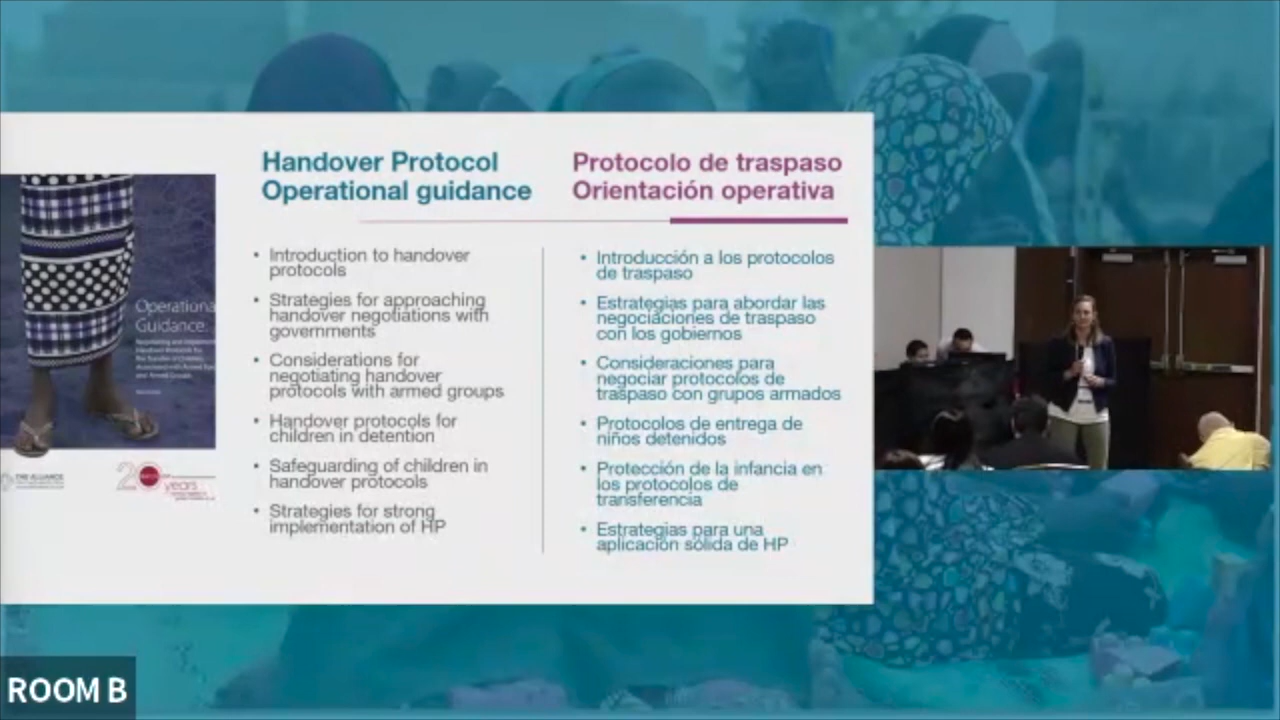 Handover Protocol
Operational guidance
Introduction to handover
protocols
Strategies for approaching
handover negotiations with
governments
Considerations for
negotiating handover
protocols with armed groups
Handover protocols for
children in detention
Safeguarding of children in
handover protocols
Strategies for strong
implementation of HP
Protocolo de traspaso
Orientación operativa
Introducción a los protocolos
de traspaso
Estrategias para abordar las
negociaciones de traspaso
con los gobiernos
Consideraciones para
negociar protocolos de
traspaso con grupos armados
Protocolos de entrega de
niños detenidos
Protección de la infancia en
los protocolos de
transferencia
Estrategias para una
aplicación sólida de HP
Operational
Guidance
THE ALLIANCE
20
years
ROOM B